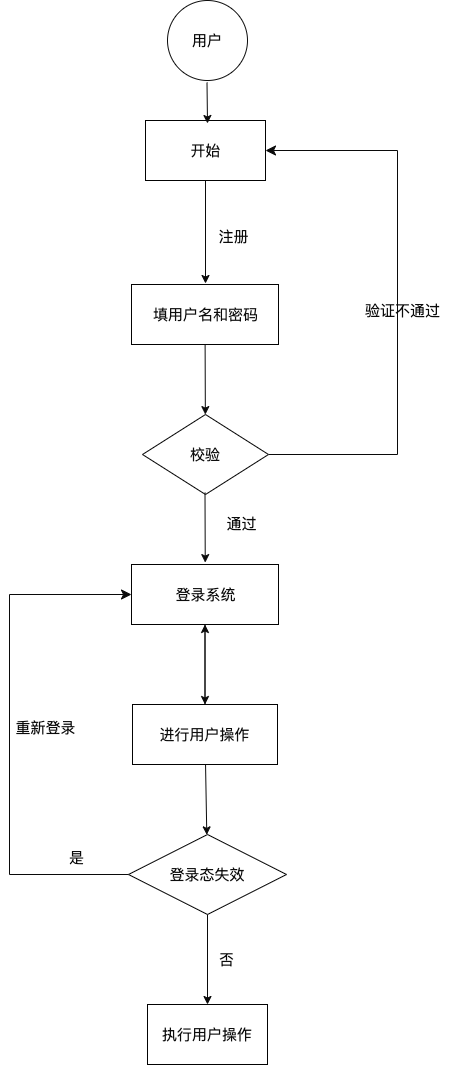 用户
开始
注册
填用户名和密码
验证不通过
校验
通过
登录系统
重新登录
进行用户操作
是
登录态失效
否
执行用户操作